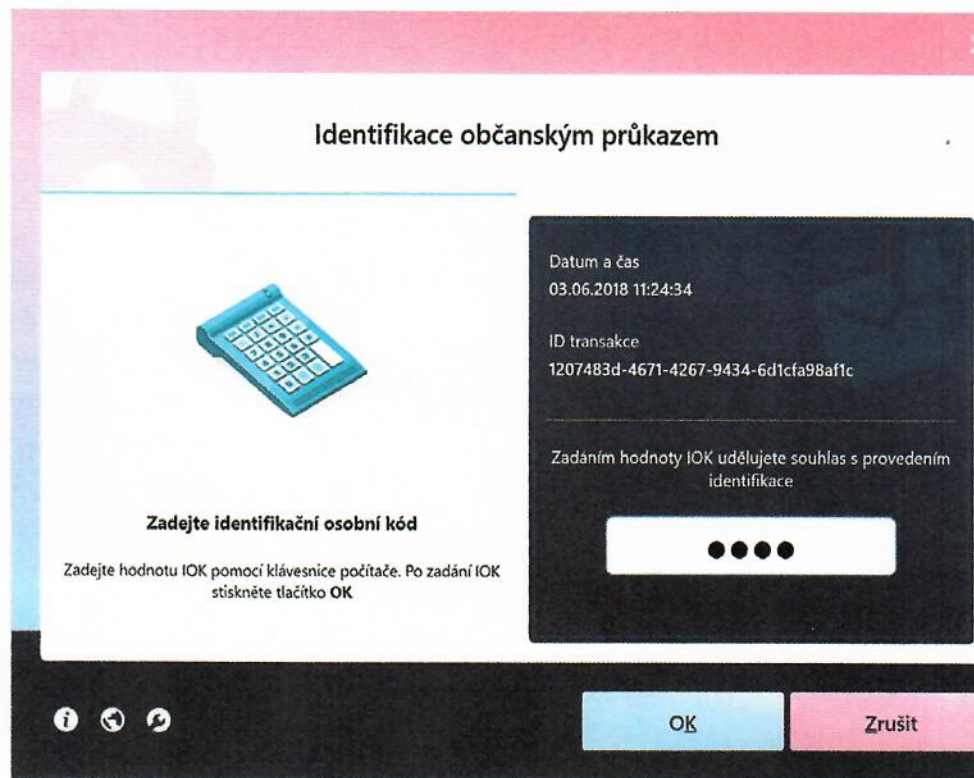 Identifikace občanským průkazem
Datum a čas
03.06.2018 11:24:34
ID transakce
1207483d-4671-4267-9434-6d1cfa98af1c
Zadáním hodnoty IOK udělujete souhlas s provedením
identifikace
Zadejte identifikační osobní kód
Zadejte hodnotu IOK pomocí klávesnice počítače. Po zadání IOK
stiskněte tlačítko OK
OK
Zrušit